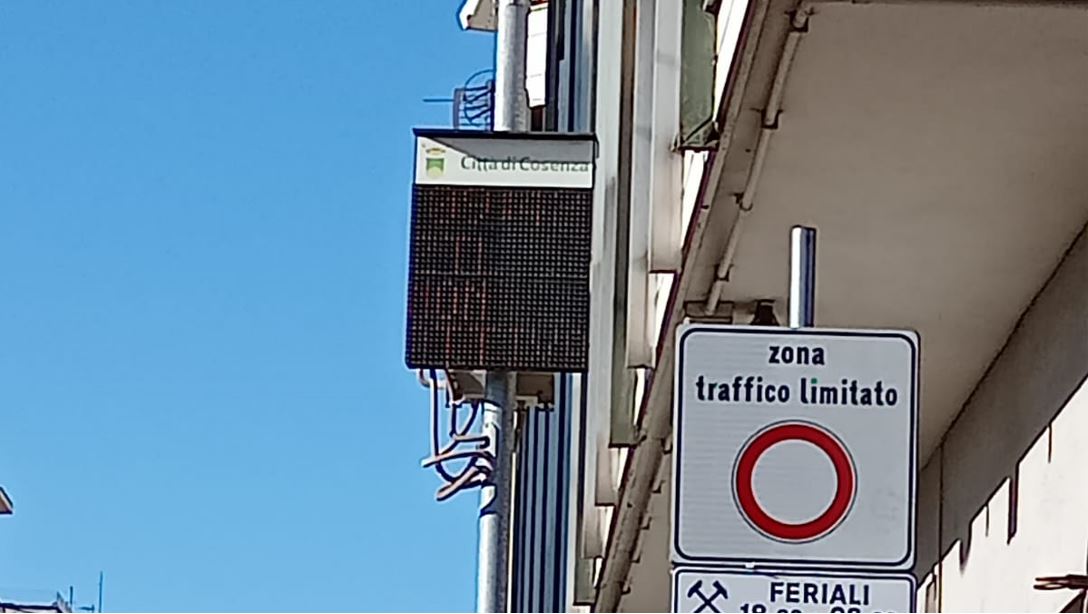 Città di Cosenza
zona
traffico limitato
FERIALI